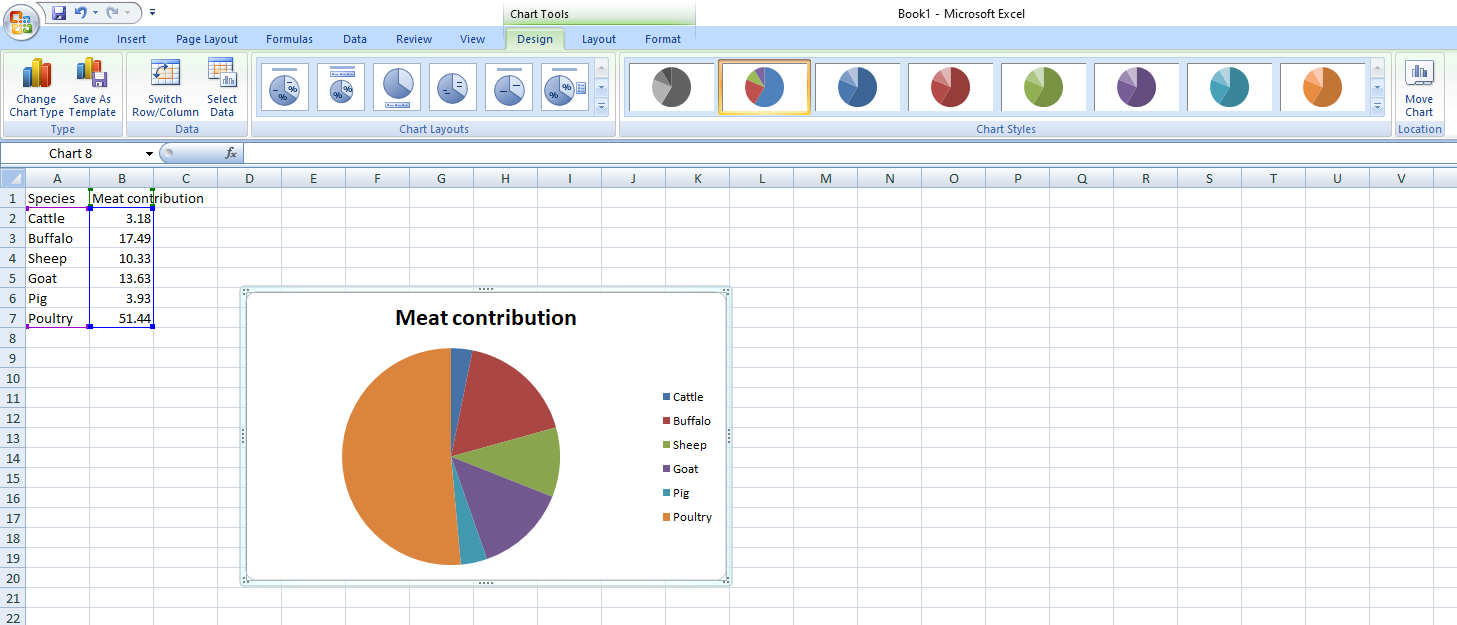 Chart Tools
Book1 - Microsoft Excel
Home Insert Page Layout Formulas Data Review View Design Layout Format
Change Chart Type
Save As Template
Switch Row/Column
Select Data
Move Chart
Type Data Chart Layouts Chart Styles Location
Chart 8 fx
A B C D E F G H I J K L M N O P Q R S T U V
1 Species Meat contribution
2 Cattle 3.18
3 Buffalo 17.49
4 Sheep 10.33
5 Goat 13.63
6 Pig 3.93
7 Poultry 51.44
8
9
10
11
12
13
14
15
16
17
18
19
20
21
22
Meat contribution
Cattle
Buffalo
Sheep
Goat
Pig
Poultry